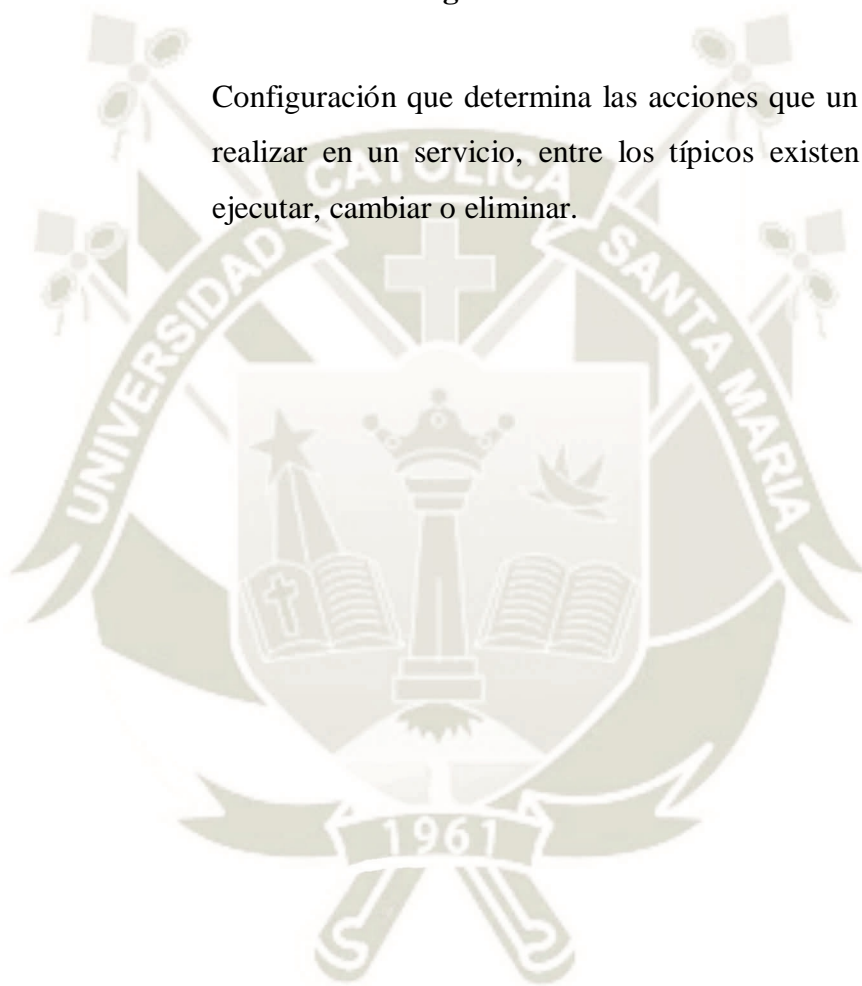 Configuración que determina las acciones que un
realizar en un servicio, entre los típicos existen
ejecutar, cambiar o eliminar.
CATOLICA
UNIVERSIDAD
SANTA MARIA
1961